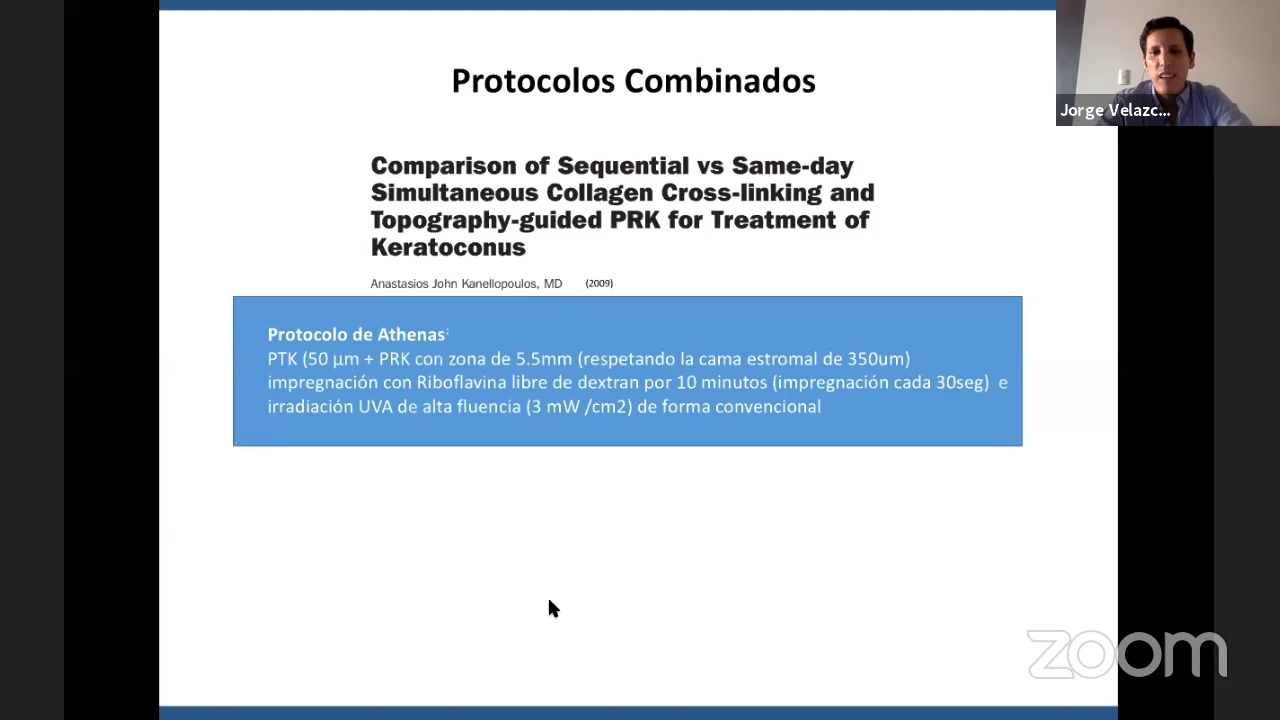 Protocolos Combinados
Jorge Velazc...
Comparison of Sequential vs Same-day
Simultaneous Collagen Cross-linking and
Topography-guided PRK for Treatment of
Keratoconus
Anastasios John Kanellopoulos, MD (2009)
Protocolo de Athenas:
PTK (50 µm + PRK con zona de 5.5mm (respetando la cama estromal de 350um)
impregnación con Riboflavina libre de dextran por 10 minutos (impregnación cada 30seg) e
irradiación UVA de alta fluencia (3 mW /cm2) de forma convencional
zoom